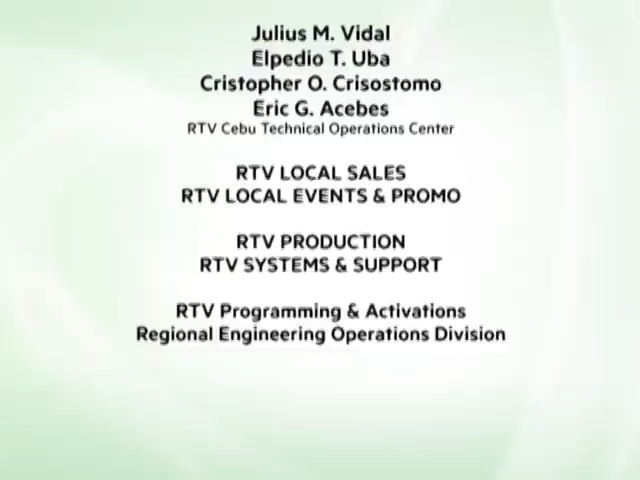 Julius M. Vidal
Elpedio T. Uba
Cristopher O. Crisostomo
Eric G. Acebes
RTV Cebu Technical Operations Center
RTV LOCAL SALES
RTV LOCAL EVENTS & PROMO
RTV PRODUCTION
RTV SYSTEMS & SUPPORT
RTV Programming & Activations
Regional Engineering Operations Division